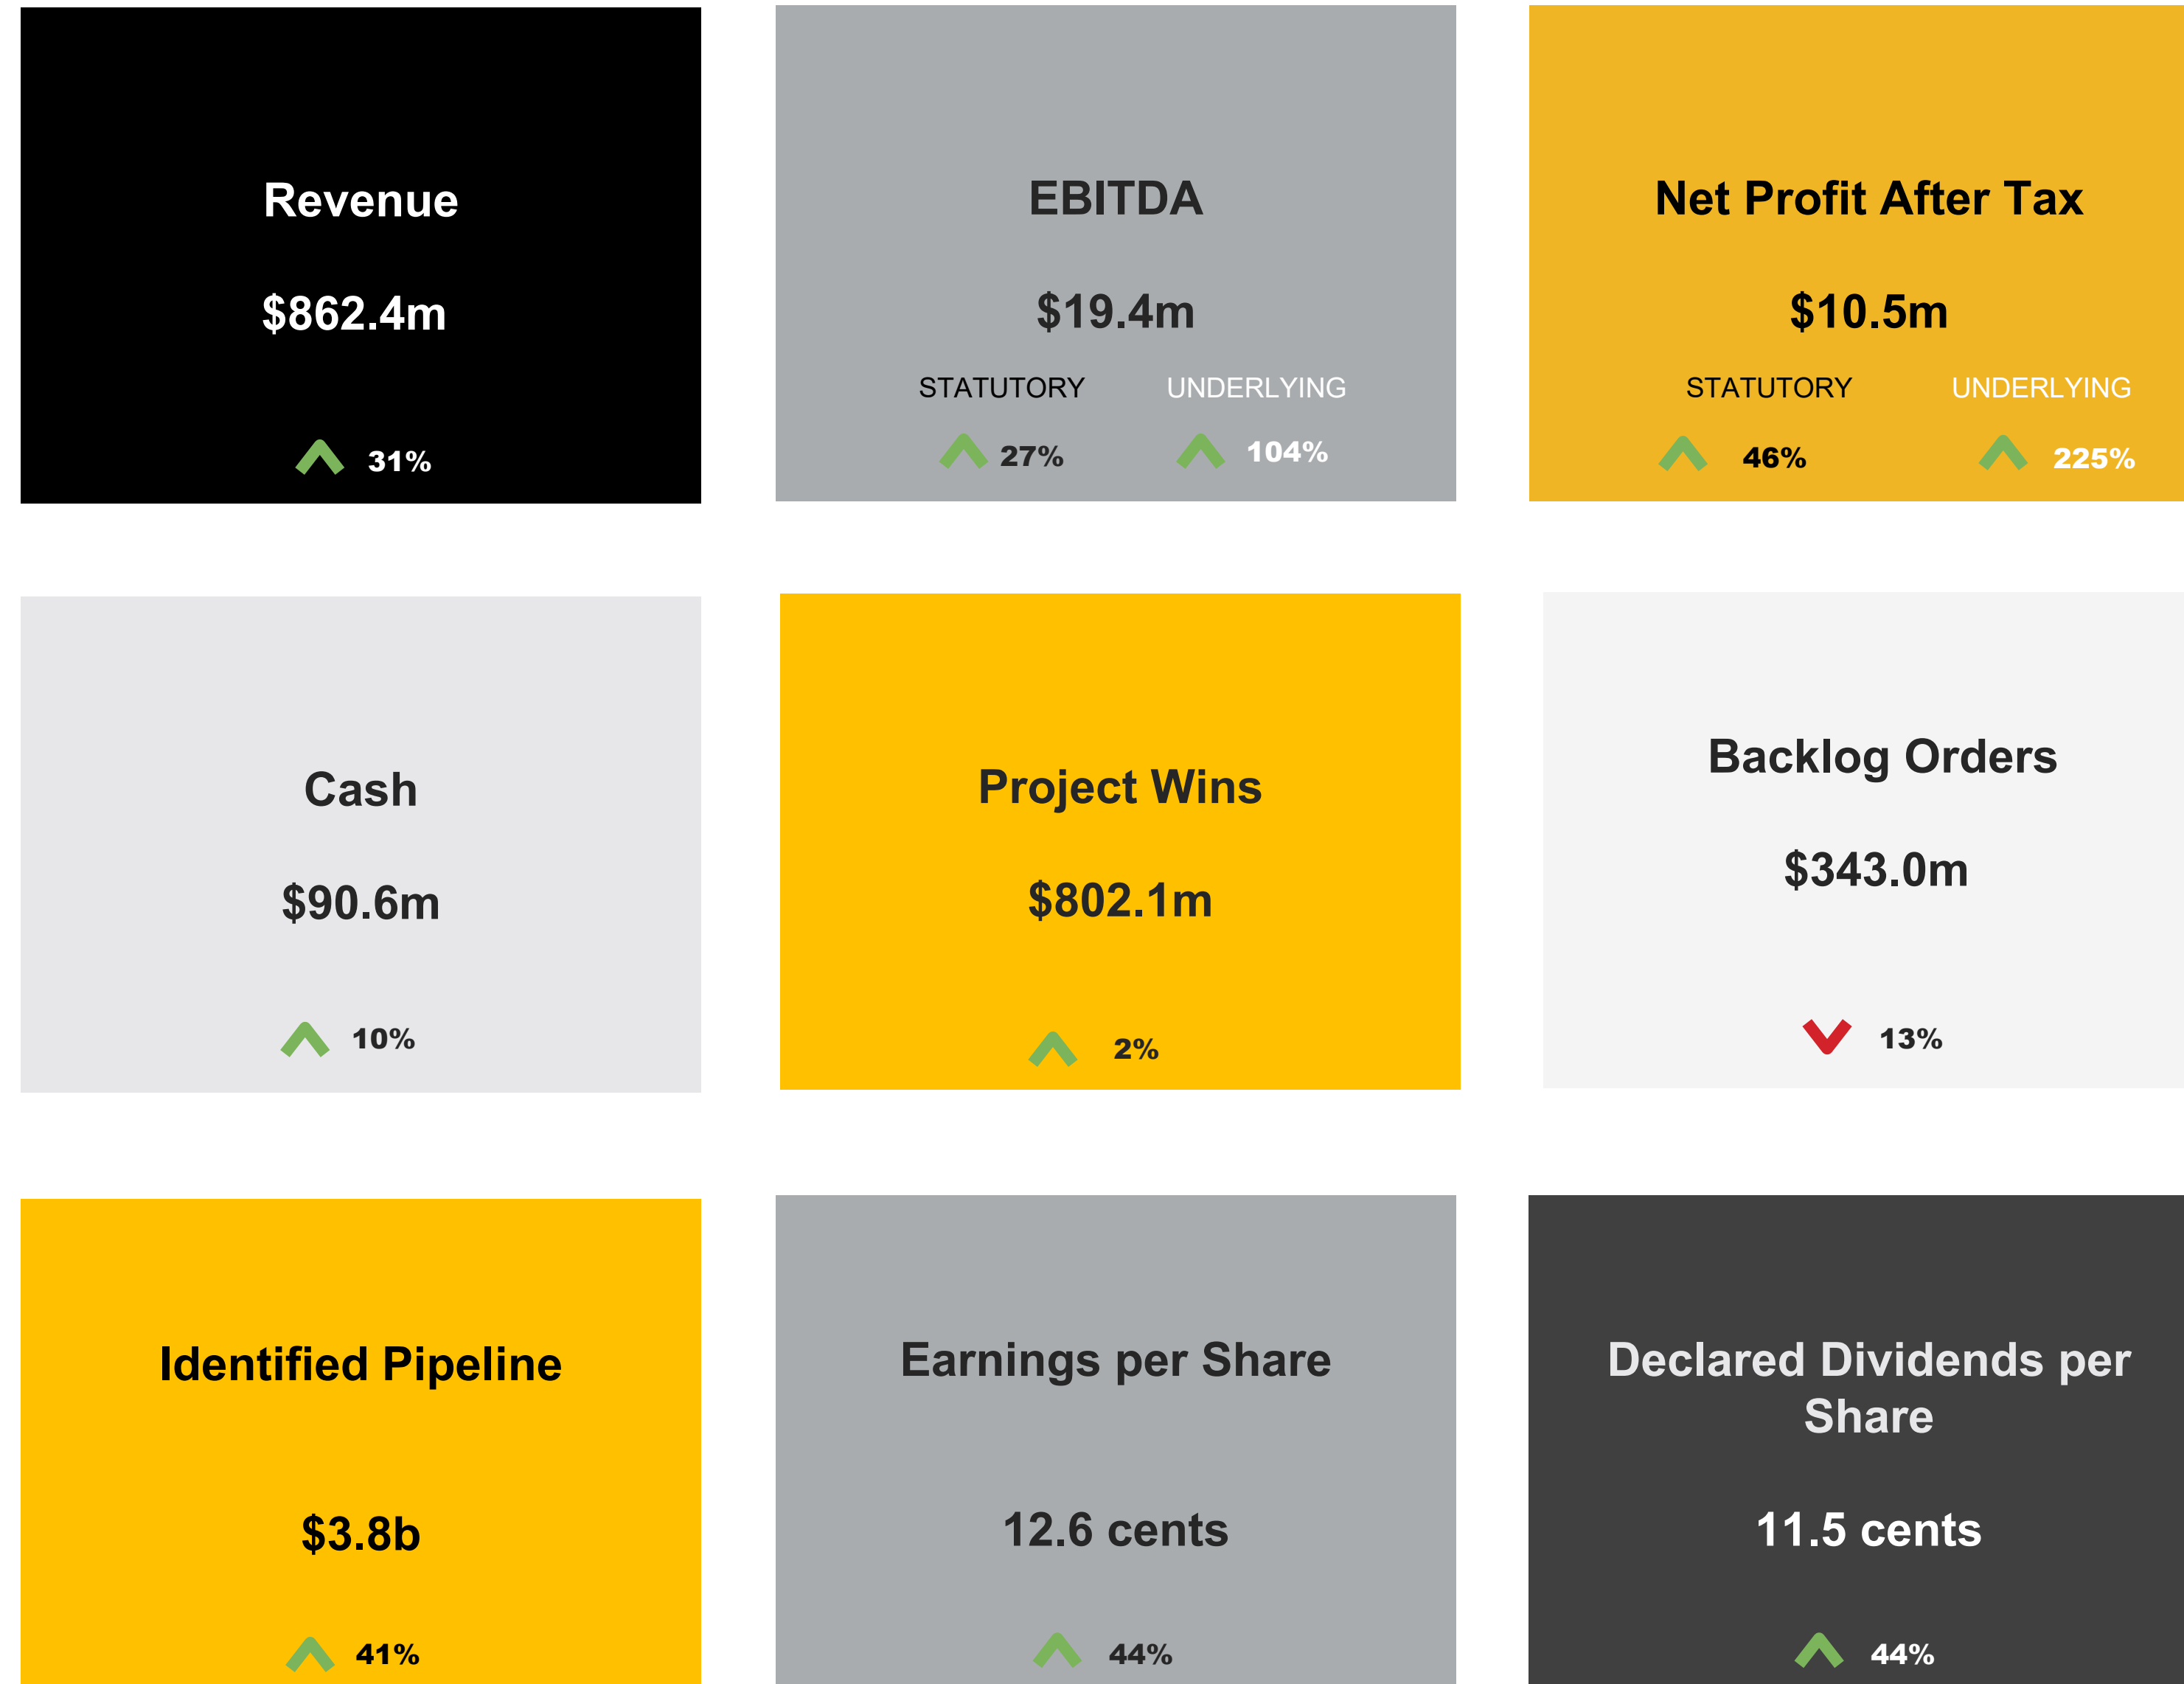 Revenue
$862.4m
31%
EBITDA
$19.4m
STATUTORY UNDERLYING
27% 104%
Net Profit After Tax
$10.5m
STATUTORY UNDERLYING
46% 225%
Cash
$90.6m
10%
Project Wins
$802.1m
2%
Backlog Orders
$343.0m
13%
Identified Pipeline
$3.8b
41%
Earnings per Share
12.6 cents
44%
Declared Dividends per
Share
11.5 cents
44%